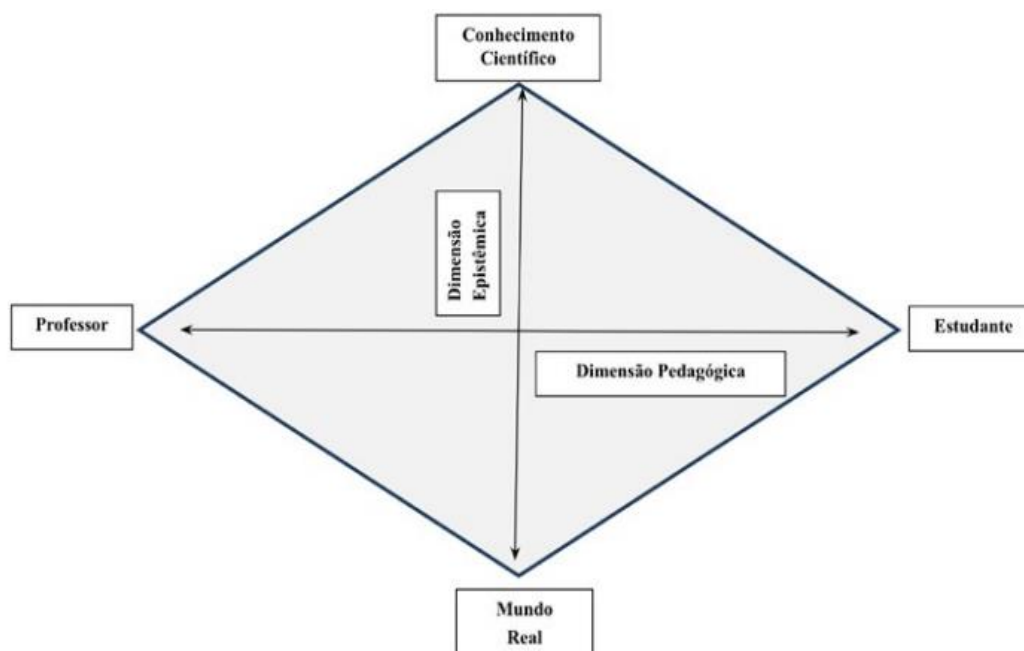 Conhecimento
Científico
Dimensão
Epistêmica
Professor
Estudante
Dimensão Pedagógica
Mundo
Real